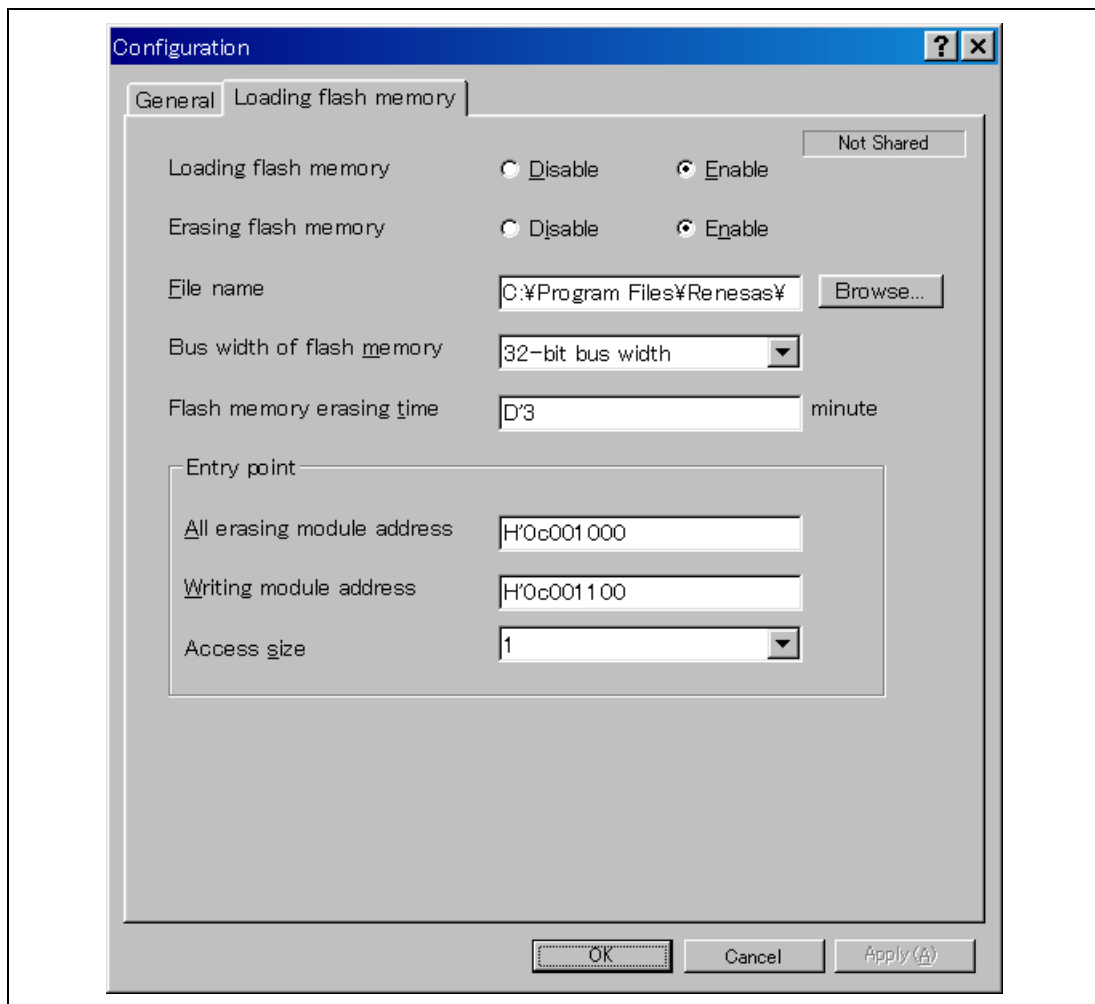 Configuration
General Loading flash memory
Not Shared
Loading flash memory Disable Enable
Erasing flash memory Disable Enable
File name C:¥Program Files¥Renesas¥ Browse...
Bus width of flash memory 32-bit bus width
Flash memory erasing time D'3 minute
Entry point
All erasing module address H'0c001000
Writing module address H'0c001100
Access size 1
OK Cancel Apply(A)